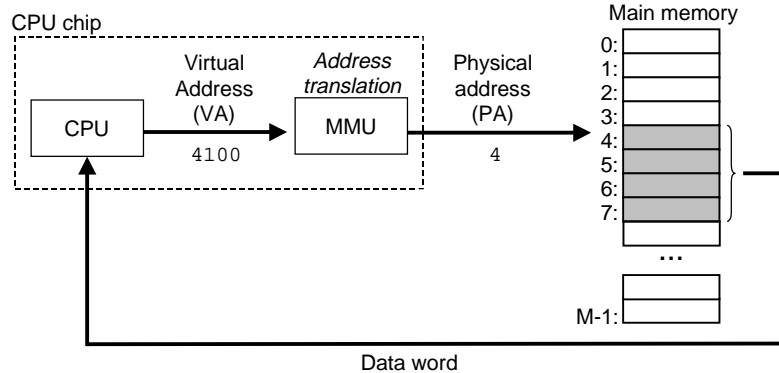 CPU chip
Virtual
Address
(VA)
Address
translation
Physical
address
(PA)
Main memory
CPU
MMU
4100
4
0:
1:
2:
3:
4:
5:
6:
7:
...
M-1:
Data word